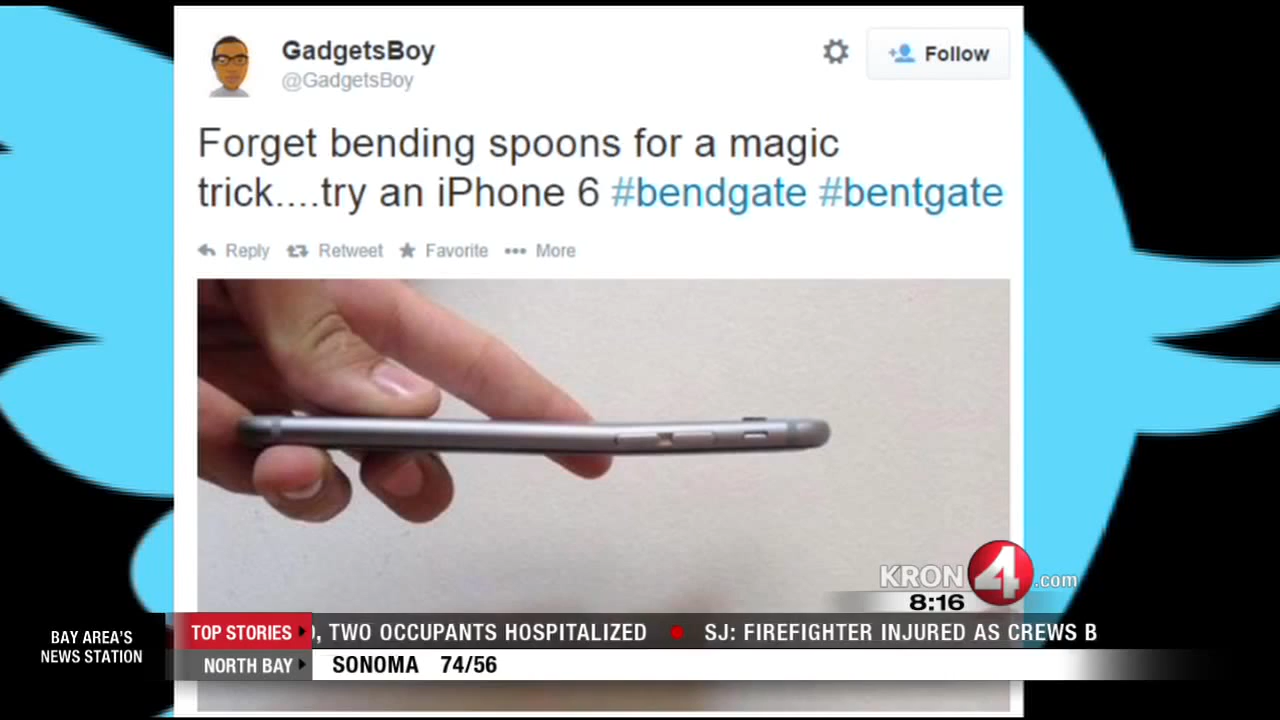 GadgetsBoy
@GadgetsBoy
Follow
Forget bending spoons for a magic
trick....try an iPhone 6 #bendgate #bentgate
Reply Retweet Favorite More
KRON 4 .com
8:16
BAY AREA'S
NEWS STATION
TOP STORIES , TWO OCCUPANTS HOSPITALIZED SJ: FIREFIGHTER INJURED AS CREWS B
NORTH BAY SONOMA 74/56